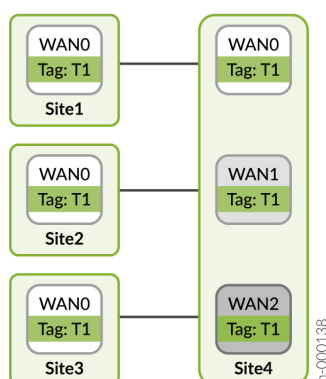 WAN0
Tag: T1
Site1
WAN0
Tag: T1
WAN0
Tag: T1
Site2
WAN1
Tag: T1
WAN0
Tag: T1
Site3
WAN2
Tag: T1
Site4